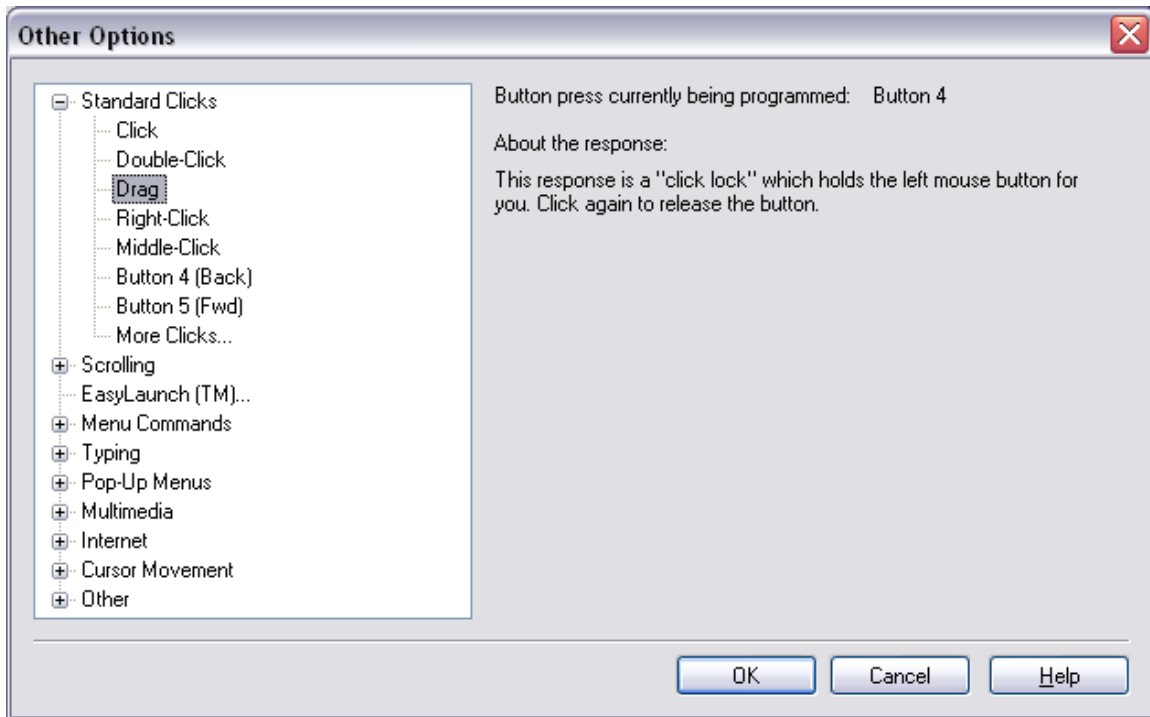 Other Options
Standard Clicks
Click
Double-Click
Drag
Right-Click
Middle-Click
Button 4 (Back)
Button 5 (Fwd)
More Clicks...
Scrolling
EasyLaunch (TM)...
Menu Commands
Typing
Pop-Up Menus
Multimedia
Internet
Cursor Movement
Other
Button press currently being programmed: Button 4
About the response:
This response is a "click lock" which holds the left mouse button for
you. Click again to release the button.
OK Cancel Help